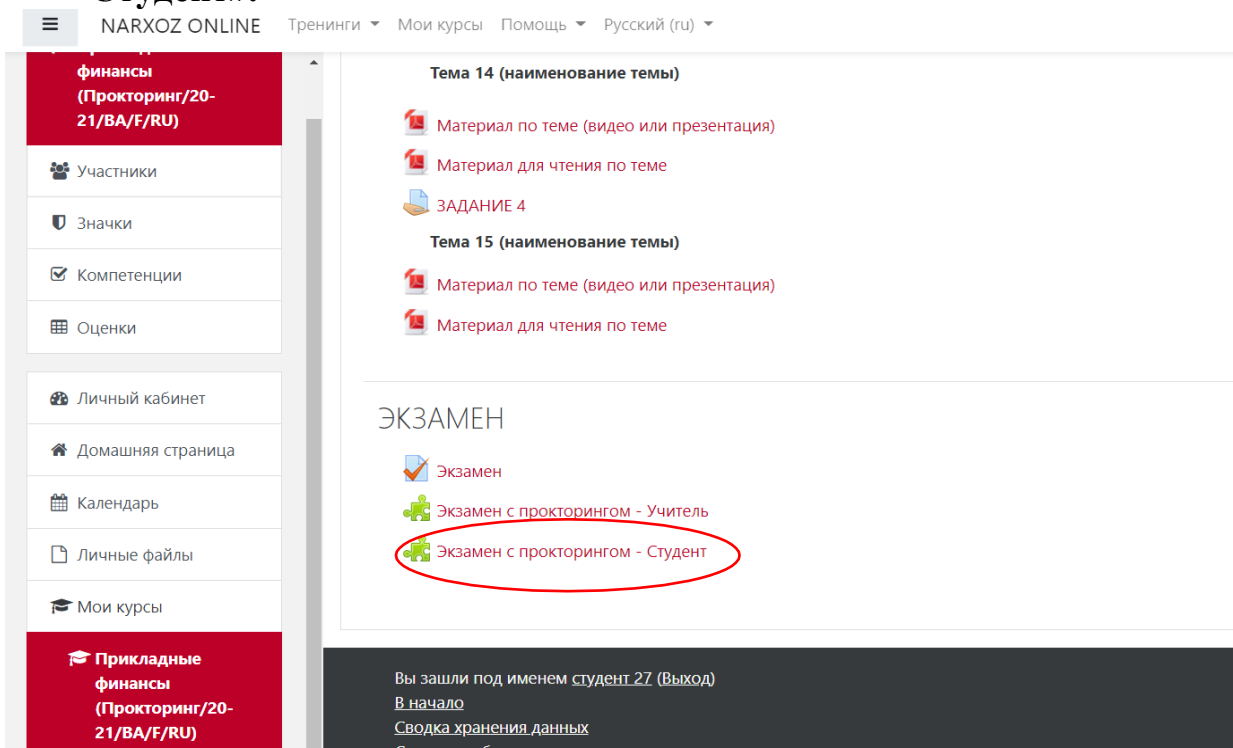 NARXOZ ONLINE Тренинги Мои курсы Помощь Русский (ru)
финансы
(Прокторинг/20-
21/BA/F/RU)
Участники
Значки
Компетенции
Оценки
Личный кабинет
Домашняя страница
Календарь
Личные файлы
Мои курсы
Прикладные
финансы
(Прокторинг/20-
21/BA/F/RU)
Тема 14 (наименование темы)
Материал по теме (видео или презентация)
Материал для чтения по теме
ЗАДАНИЕ 4
Тема 15 (наименование темы)
Материал по теме (видео или презентация)
Материал для чтения по теме
ЭКЗАМЕН
Экзамен
Экзамен с прокторингом - Учитель
Экзамен с прокторингом - Студент
Вы зашли под именем студент 27 (Выход)
В начало
Сводка хранения данных